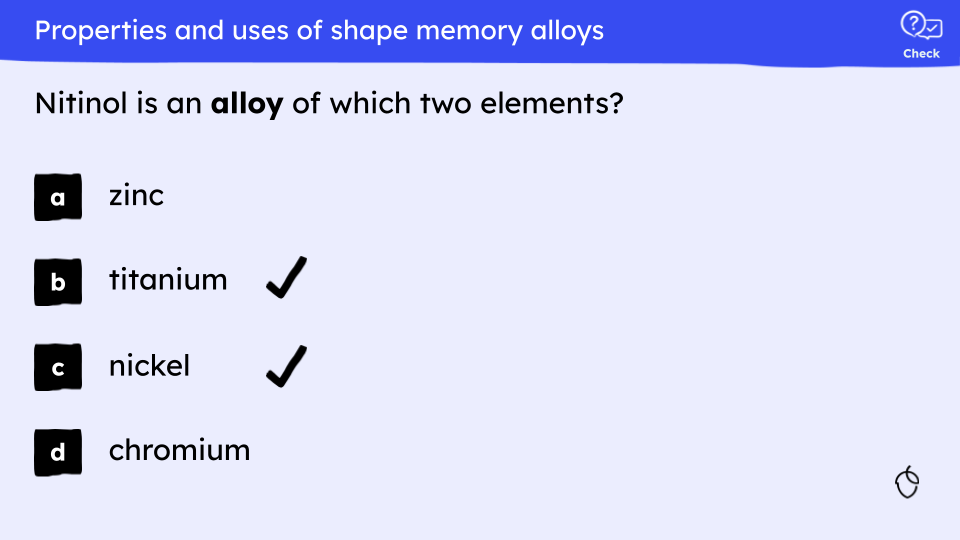 Properties and uses of shape memory alloys
Check
Nitinol is an alloy of which two elements?
a zinc
b titanium
c nickel
d chromium